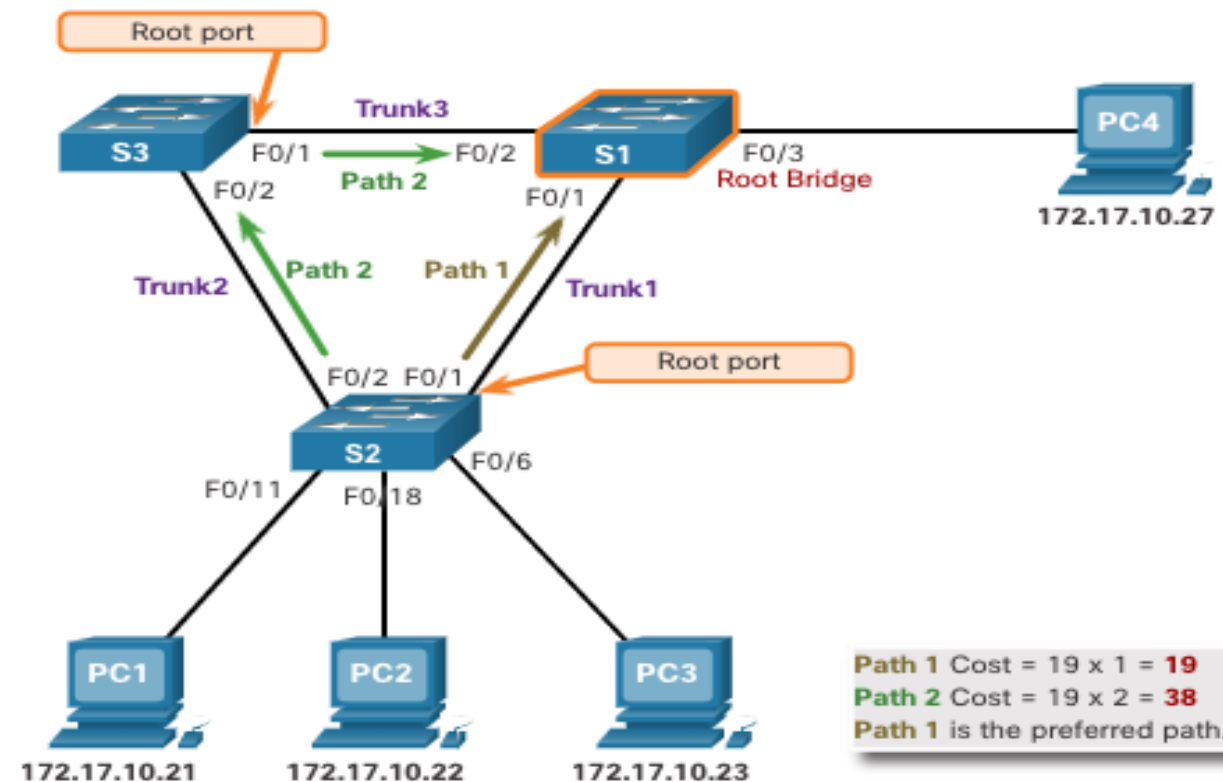 Root port
Trunk3
S3
F0/1
F0/2
S1
F0/3
PC4
Path 2
Root Bridge
F0/2
F0/1
172.17.10.27
Path 2
Path 1
Trunk2
Trunk1
Root port
F0/2 F0/1
S2
F0/6
F0/11
F0/18
PC1
PC2
PC3
Path 1 Cost = 19 x 1 = 19
Path 2 Cost = 19 x 2 = 38
Path 1 is the preferred path.
172.17.10.21
172.17.10.22
172.17.10.23